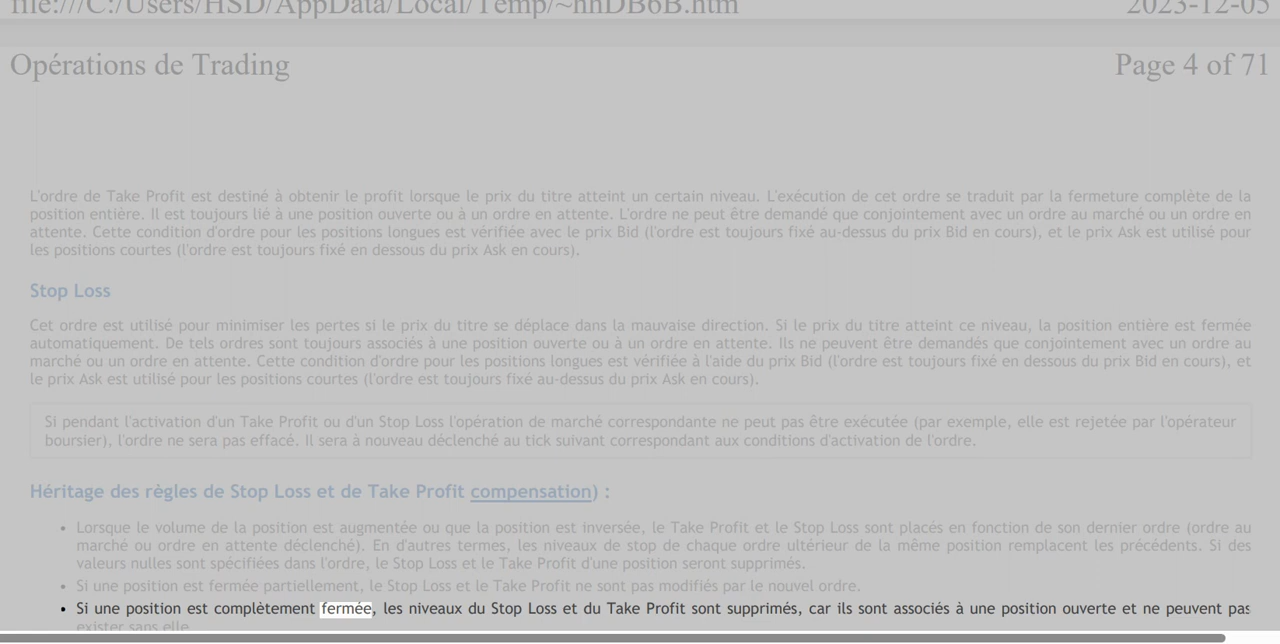 file:///C:/Users/HSD/AppData/Local/Temp/~hhDB6B.htm 2023-12-05
Opérations de Trading Page 4 of 71
L'ordre de Take Profit est destiné à obtenir le profit lorsque le prix du titre atteint un certain niveau. L'exécution de cet ordre se traduit par la fermeture complète de la
position entière. Il est toujours lié à une position ouverte ou à un ordre en attente. L'ordre ne peut être demandé que conjointement avec un ordre au marché ou un ordre en
attente. Cette condition d'ordre pour les positions longues est vérifiée avec le prix Bid (l'ordre est toujours fixé au-dessus du prix Bid en cours), et le prix Ask est utilisé pour
les positions courtes (l'ordre est toujours fixé en dessous du prix Ask en cours).
Stop Loss
Cet ordre est utilisé pour minimiser les pertes si le prix du titre se déplace dans la mauvaise direction. Si le prix du titre atteint ce niveau, la position entière est fermée
automatiquement. De tels ordres sont toujours associés à une position ouverte ou à un ordre en attente. Ils ne peuvent être demandés que conjointement avec un ordre au
marché ou un ordre en attente. Cette condition d'ordre pour les positions longues est vérifiée à l'aide du prix Bid (l'ordre est toujours fixé en dessous du prix Bid en cours), et
le prix Ask est utilisé pour les positions courtes (l'ordre est toujours fixé au-dessus du prix Ask en cours).
Si pendant l'activation d'un Take Profit ou d'un Stop Loss l'opération de marché correspondante ne peut pas être exécutée (par exemple, elle est rejetée par l'opérateur
boursier), l'ordre ne sera pas effacé. Il sera à nouveau déclenché au tick suivant correspondant aux conditions d'activation de l'ordre.
Héritage des règles de Stop Loss et de Take Profit compensation) :
• Lorsque le volume de la position est augmentée ou que la position est inversée, le Take Profit et le Stop Loss sont placés en fonction de son dernier ordre (ordre au
marché ou ordre en attente déclenché). En d'autres termes, les niveaux de stop de chaque ordre ultérieur de la même position remplacent les précédents. Si des
valeurs nulles sont spécifiées dans l'ordre, le Stop Loss et le Take Profit d'une position seront supprimés.
• Si une position est fermée partiellement, le Stop Loss et le Take Profit ne sont pas modifiés par le nouvel ordre.
• Si une position est complètement fermée, les niveaux du Stop Loss et du Take Profit sont supprimés, car ils sont associés à une position ouverte et ne peuvent pas
exister sans elle.